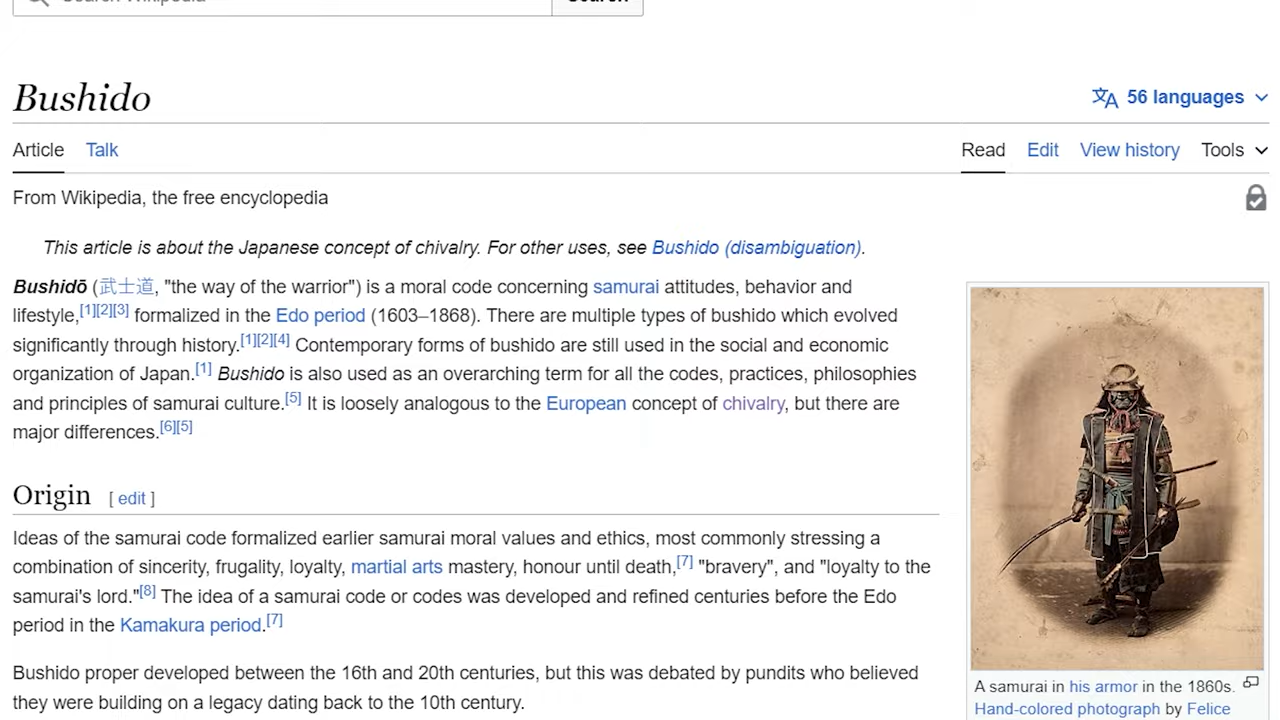 Bushido
56 languages
Article Talk
Read Edit View history Tools
From Wikipedia, the free encyclopedia
This article is about the Japanese concept of chivalry. For other uses, see Bushido (disambiguation).
Bushidō (武士道, "the way of the warrior") is a moral code concerning samurai attitudes, behavior and
lifestyle,[1][2][3] formalized in the Edo period (1603–1868). There are multiple types of bushido which evolved
significantly through history.[1][2][4] Contemporary forms of bushido are still used in the social and economic
organization of Japan.[1] Bushido is also used as an overarching term for all the codes, practices, philosophies
and principles of samurai culture.[5] It is loosely analogous to the European concept of chivalry, but there are
major differences.[6][5]
Origin [ edit ]
Ideas of the samurai code formalized earlier samurai moral values and ethics, most commonly stressing a
combination of sincerity, frugality, loyalty, martial arts mastery, honour until death,[7] "bravery", and "loyalty to the
samurai's lord."[8] The idea of a samurai code or codes was developed and refined centuries before the Edo
period in the Kamakura period.[7]
Bushido proper developed between the 16th and 20th centuries, but this was debated by pundits who believed
they were building on a legacy dating back to the 10th century.
A samurai in his armor in the 1860s.
Hand-colored photograph by Felice